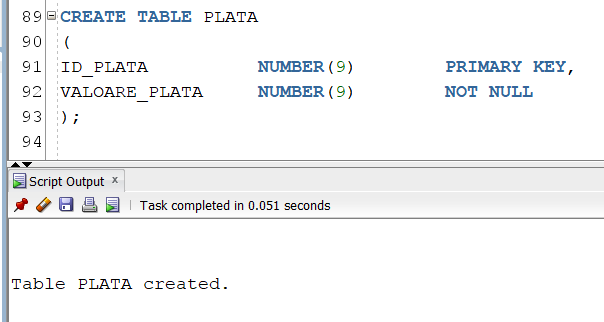 89 CREATE TABLE PLATA
90 (
91 ID_PLATA NUMBER(9) PRIMARY KEY,
92 VALOARE_PLATA NUMBER(9) NOT NULL
93 );
94
Script Output x
Task completed in 0.051 seconds
Table PLATA created.